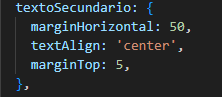 textoSecundario: {
marginHorizontal: 50,
textAlign: 'center',
marginTop: 5,
},